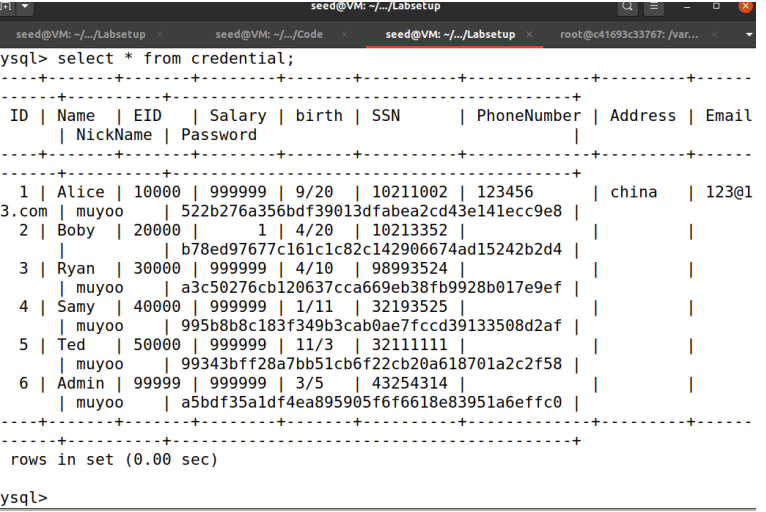 seed@VM: ~/.../Labsetup
seed@VM: ~/.../Labsetup × seed@VM: ~/.../Code × seed@VM: ~/.../Labsetup × root@c41693c33767: /var... ×
ysql> select * from credential;
----+-------+-------+--------+-------+----------+-------------+---------+------
------+----------+------------------------------------------+
 ID | Name  | EID   | Salary | birth | SSN      | PhoneNumber | Address | Email
      | NickName | Password                                 |
----+-------+-------+--------+-------+----------+-------------+---------+------
------+----------+------------------------------------------+
  1 | Alice | 10000 | 999999 | 9/20  | 10211002 | 123456      | china   | 123@1
3.com | muyoo    | 522b276a356bdf39013dfabea2cd43e141ecc9e8 |
  2 | Boby  | 20000 |      1 | 4/20  | 10213352 |             |         |
      |          | b78ed97677c161c1c82c142906674ad15242b2d4 |
  3 | Ryan  | 30000 | 999999 | 4/10  | 98993524 |             |         |
      | muyoo    | a3c50276cb120637cca669eb38fb9928b017e9ef |
  4 | Samy  | 40000 | 999999 | 1/11  | 32193525 |             |         |
      | muyoo    | 995b8b8c183f349b3cab0ae7fccd39133508d2af |
  5 | Ted   | 50000 | 999999 | 11/3  | 32111111 |             |         |
      | muyoo    | 99343bff28a7bb51cb6f22cb20a618701a2c2f58 |
  6 | Admin | 99999 | 999999 | 3/5   | 43254314 |             |         |
      | muyoo    | a5bdf35a1df4ea895905f6f6618e83951a6effc0 |
----+-------+-------+--------+-------+----------+-------------+---------+------
------+----------+------------------------------------------+
 rows in set (0.00 sec)
ysql>